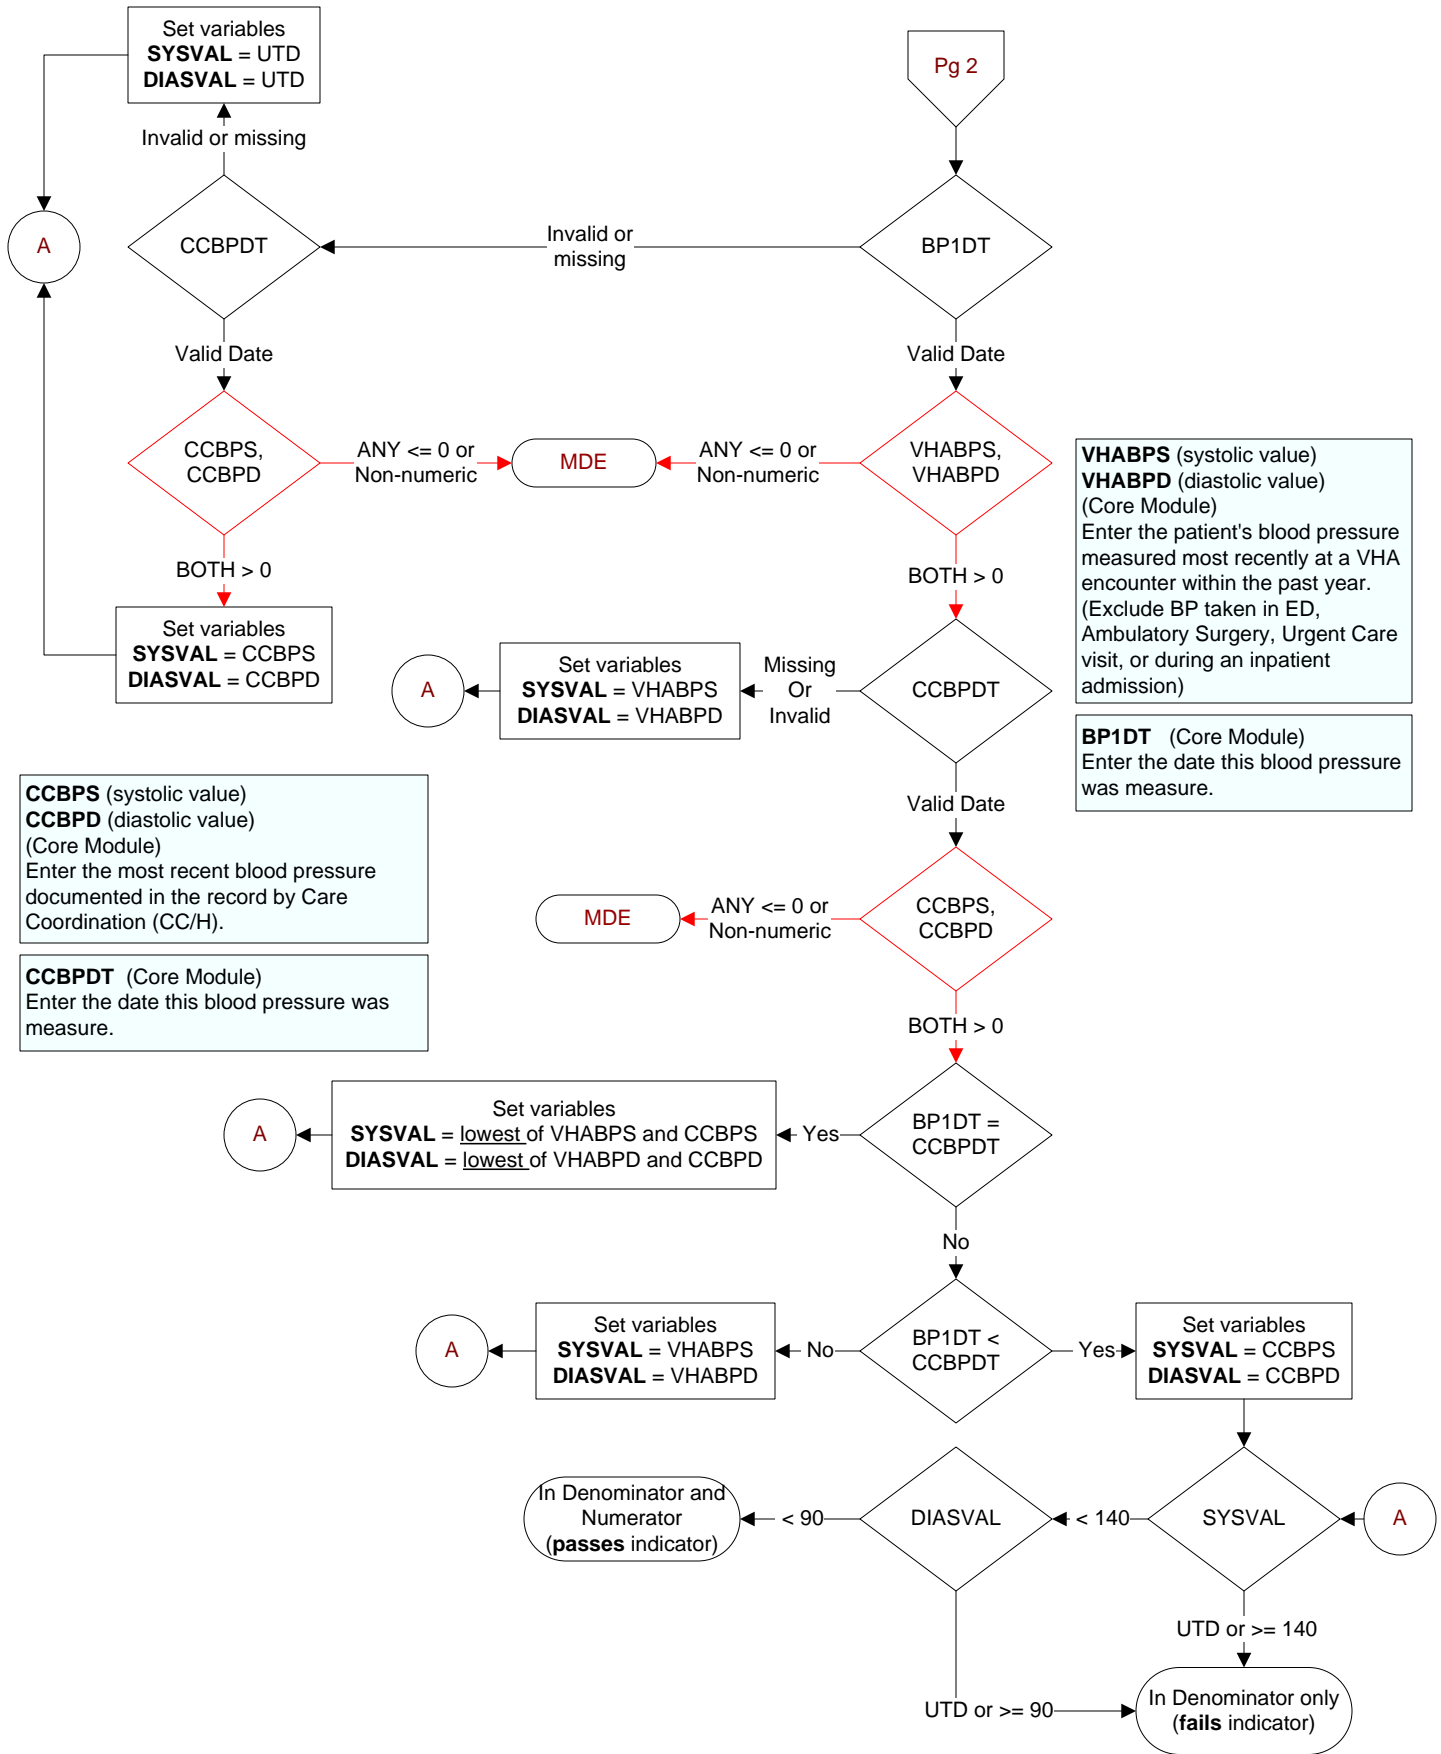 Set variables
SYSVAL = UTD
DIASVAL = UTD
Pg 2
Invalid or missing
A
CCBPDT
Invalid or
missing
BP1DT
Valid Date
Valid Date
CCBPS,
CCBPD
ANY <= 0 or
Non-numeric
MDE
ANY <= 0 or
Non-numeric
VHABPS,
VHABPD
VHABPS (systolic value)
VHABPD (diastolic value)
(Core Module)
Enter the patient's blood pressure
measured most recently at a VHA
encounter within the past year.
(Exclude BP taken in ED,
Ambulatory Surgery, Urgent Care
visit, or during an inpatient
admission)
BOTH > 0
BOTH > 0
Set variables
SYSVAL = CCBPS
DIASVAL = CCBPD
A
Set variables
SYSVAL = VHABPS
DIASVAL = VHABPD
Missing
Or
Invalid
CCBPDT
BP1DT (Core Module)
Enter the date this blood pressure
was measure.
CCBPS (systolic value)
CCBPD (diastolic value)
(Core Module)
Enter the most recent blood pressure
documented in the record by Care
Coordination (CC/H).
Valid Date
MDE
ANY <= 0 or
Non-numeric
CCBPS,
CCBPD
CCBPDT (Core Module)
Enter the date this blood pressure was
measure.
BOTH > 0
A
Set variables
SYSVAL = lowest of VHABPS and CCBPS
DIASVAL = lowest of VHABPD and CCBPD
Yes
BP1DT =
CCBPDT
No
A
Set variables
SYSVAL = VHABPS
DIASVAL = VHABPD
No
BP1DT <
CCBPDT
Yes
Set variables
SYSVAL = CCBPS
DIASVAL = CCBPD
In Denominator and
Numerator
(passes indicator)
< 90
DIASVAL
< 140
SYSVAL
A
UTD or >= 140
UTD or >= 90
In Denominator only
(fails indicator)